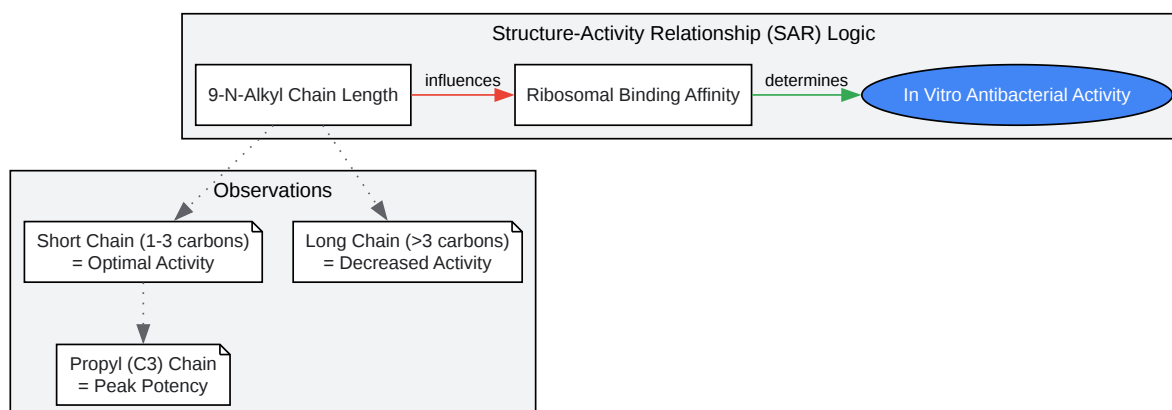 Structure-Activity Relationship (SAR) Logic
9-N-Alkyl Chain Length
influences
Ribosomal Binding Affinity
determines
In Vitro Antibacterial Activity
Observations
Short Chain (1-3 carbons)
= Optimal Activity
Long Chain (>3 carbons)
= Decreased Activity
Propyl (C3) Chain
= Peak Potency